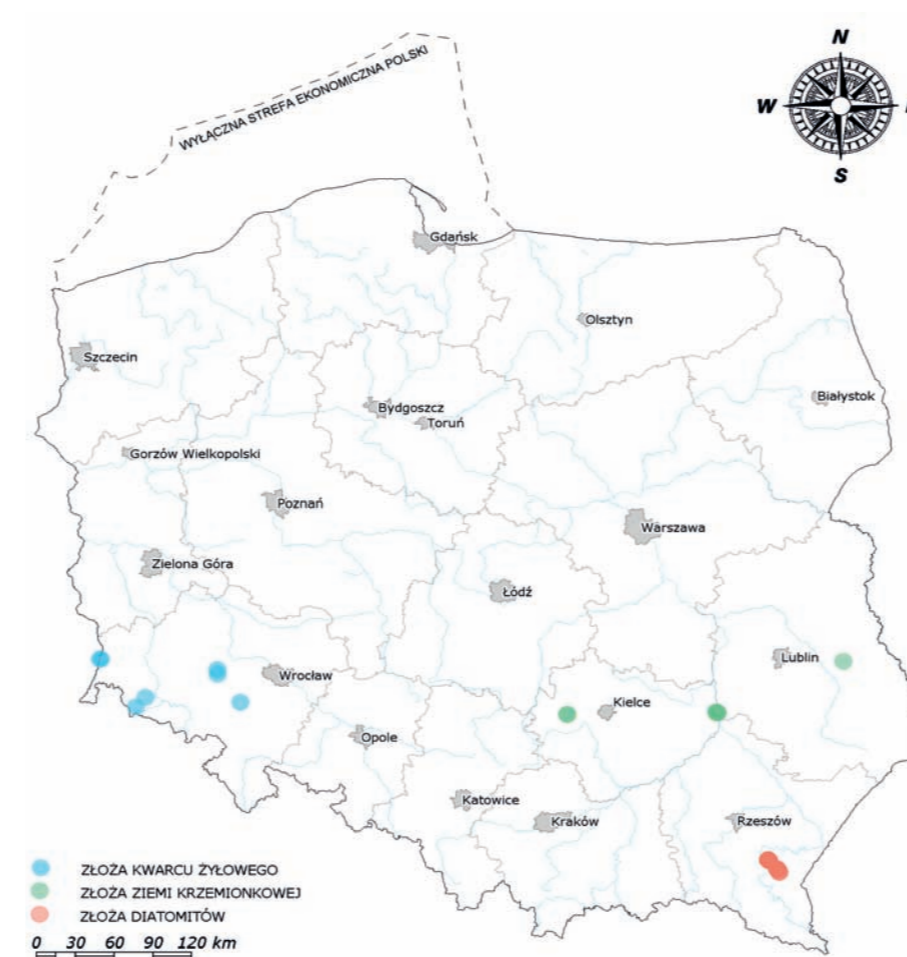 N
W
S
WYŁĄCZNA STREFA EKONOMICZNA POLSKI
Gdańsk
Olsztyn
Szczecin
Białystok
Bydgoszcz
Toruń
Gorzów Wielkopolski
Poznań
Warszawa
Zielona Góra
Łódź
Lublin
Wrocław
Kielce
Opole
Katowice
Kraków
Rzeszów
ZŁOŻA KWARCU ŻYŁOWEGO
ZŁOŻA ZIEMI KRZEMIONKOWEJ
ZŁOŻA DIATOMITÓW
0 30 60 90 120 km